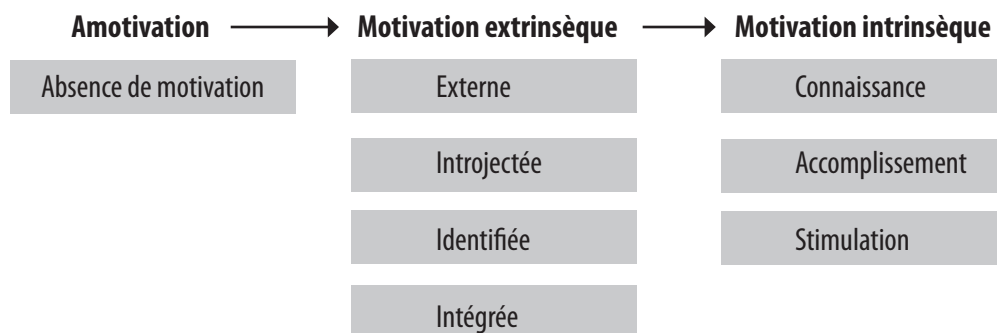 Amotivation Motivation extrinsèque Motivation intrinsèque
Absence de motivation Externe Connaissance
Introjectée Accomplissement
Identifiée Stimulation
Intégrée